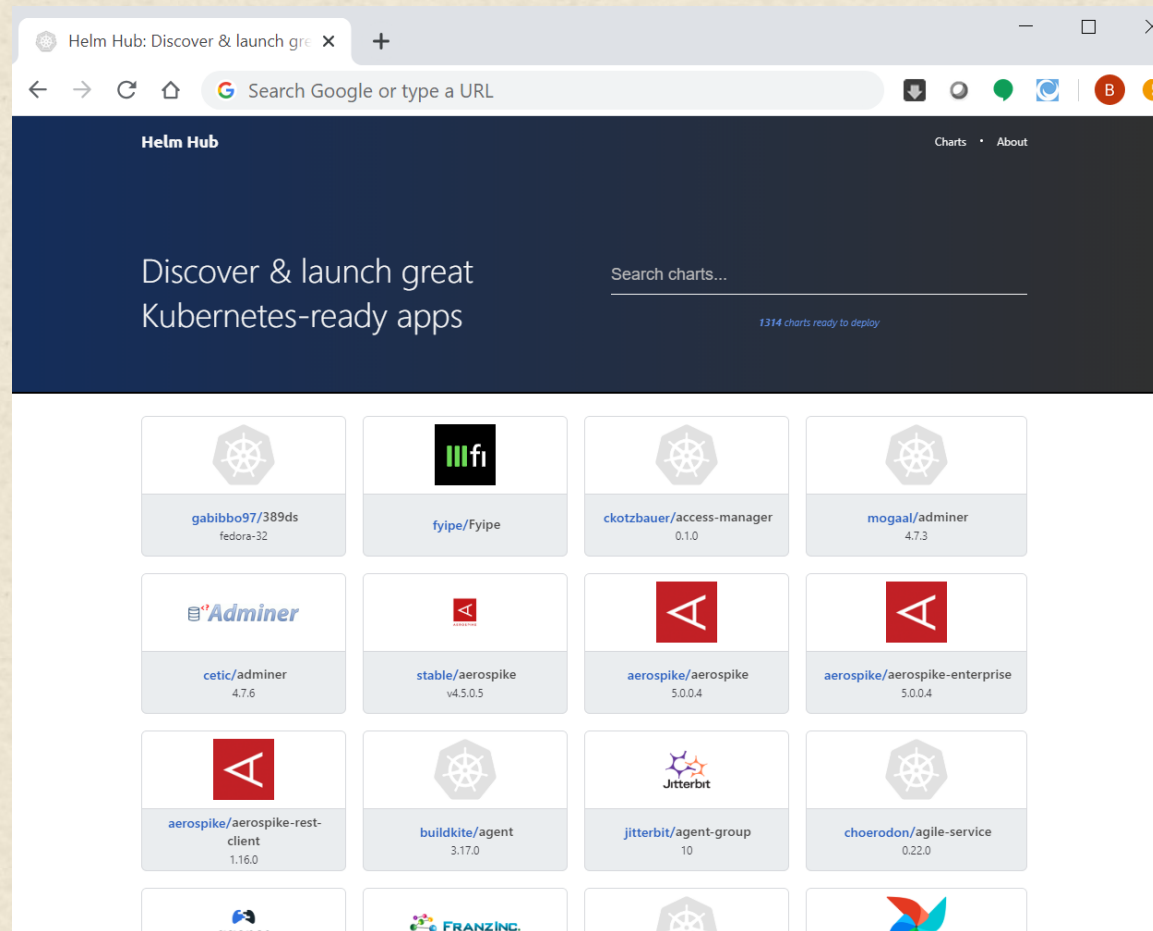 Helm Hub: Discover & launch gre
Search Google or type a URL
B
Helm Hub
Charts • About
Discover & launch great
Kubernetes-ready apps
Search charts...
1314 charts ready to deploy
fi
gabibbo97/389ds
fedora-32
fyipe/Fyipe
ckotzbauer/access-manager
0.1.0
mogaal/adminer
4.7.3
Adminer
cetic/adminer
4.7.6
stable/aerospike
v4.5.0.5
aerospike/aerospike
5.0.0.4
aerospike/aerospike-enterprise
5.0.0.4
Jitterbit
aerospike/aerospike-rest-
client
1.16.0
buildkite/agent
3.17.0
jitterbit/agent-group
10
choerodon/agile-service
0.22.0
FRANZ INC.